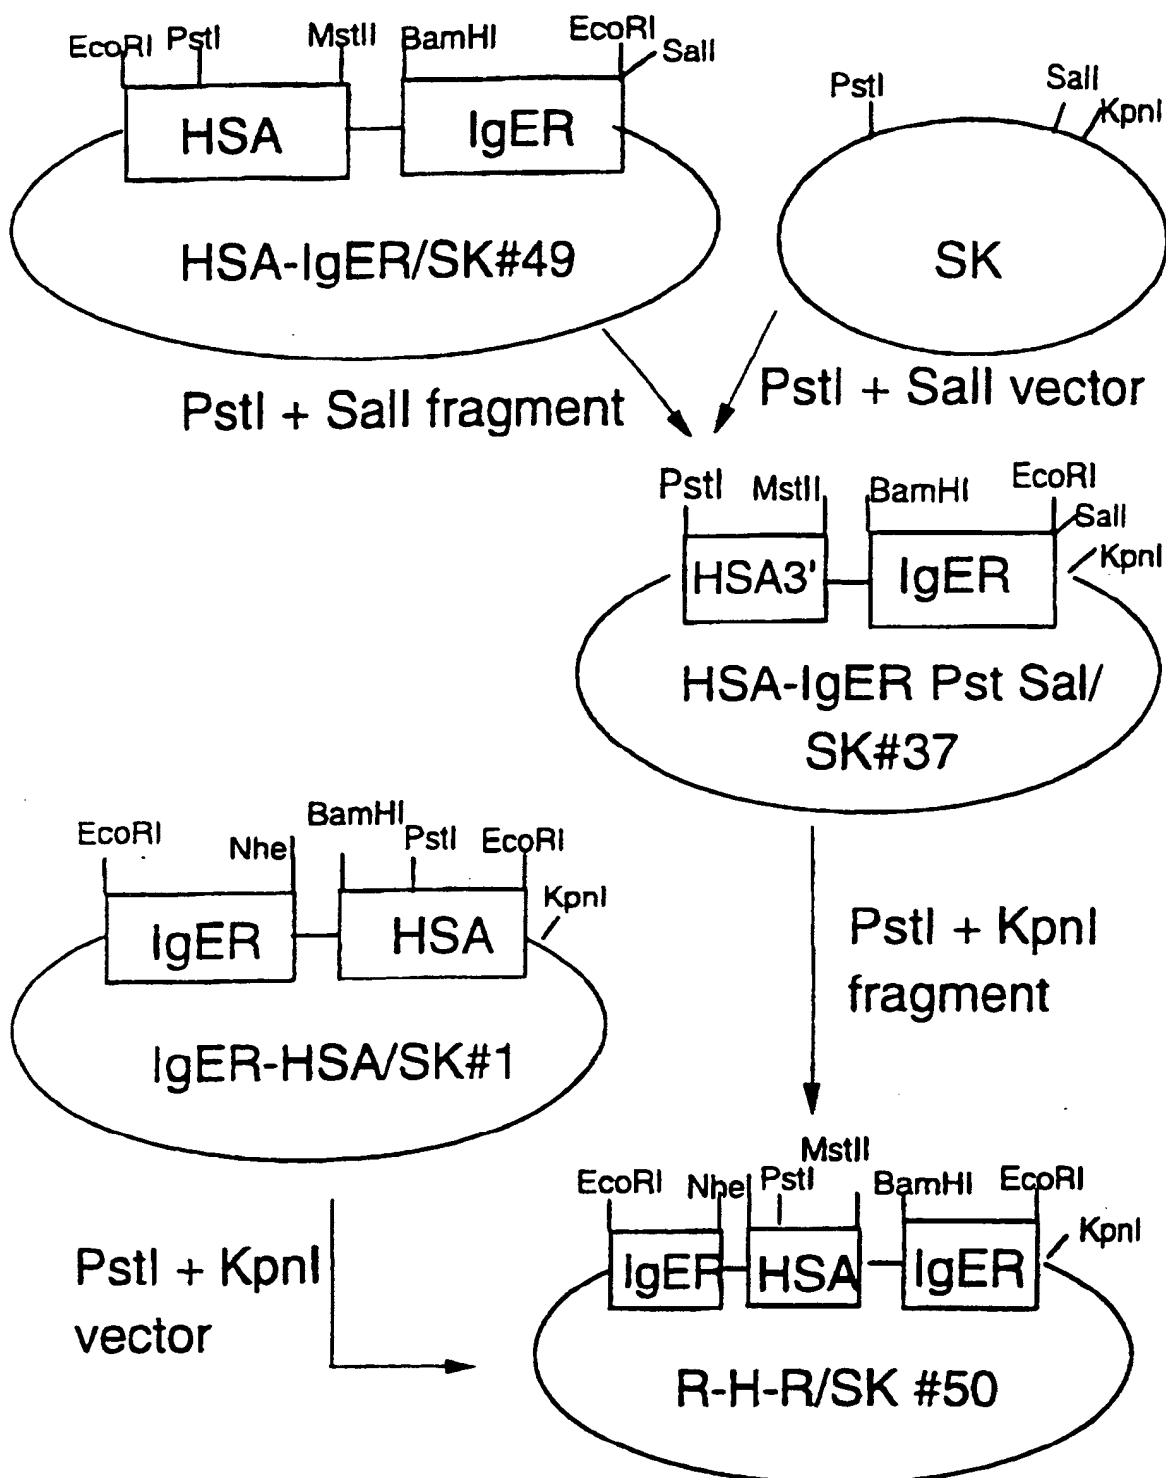 EcoRI PstI MstII BamHI EcoRI SalI
HSA IgER
HSA-IgER/SK#49
PstI SalI KpnI
SK
PstI + SalI fragment
PstI + SalI vector
PstI MstII BamHI EcoRI SalI KpnI
HSA3' IgER
HSA-IgER Pst Sal/
SK#37
EcoRI NheI BamHI PstI EcoRI KpnI
IgER HSA
IgER-HSA/SK#1
PstI + KpnI
fragment
PstI + KpnI
vector
MstII
EcoRI NheI PstI BamHI EcoRI KpnI
IgER HSA IgER
R-H-R/SK #50